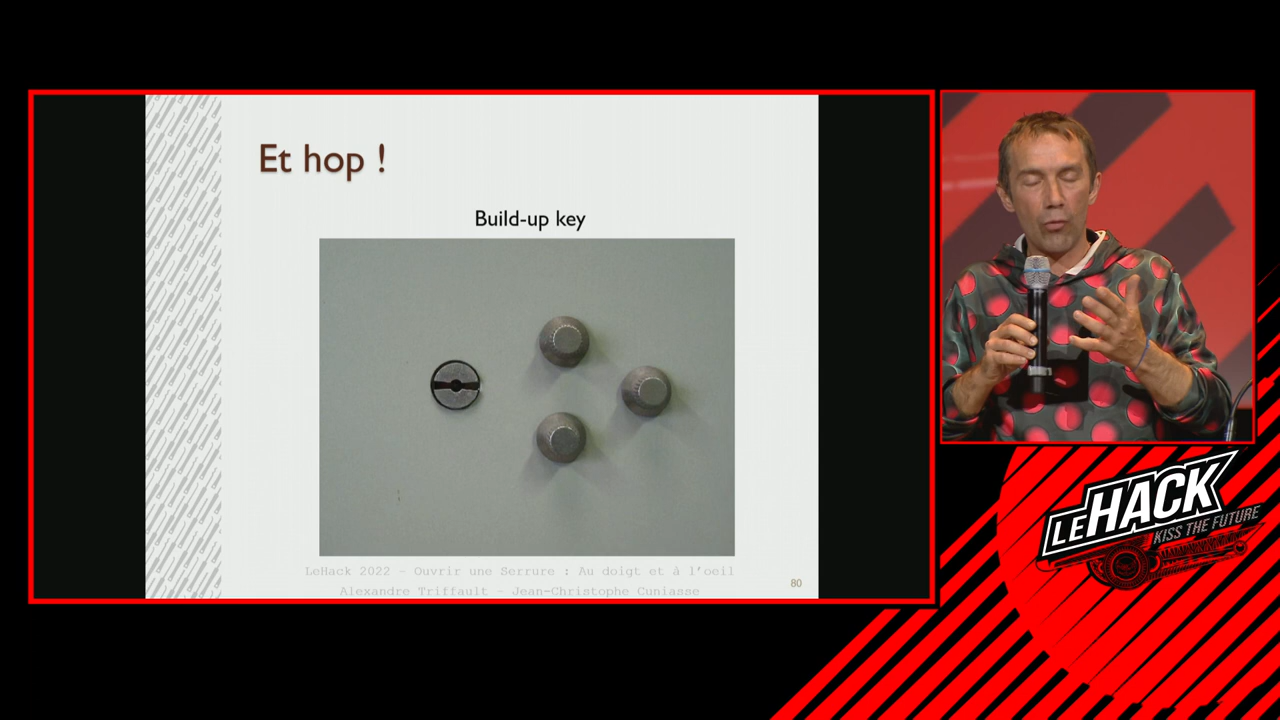 Et hop !
Build-up key
LeHack 2022 - Ouvrir une Serrure : Au doigt et à l'oeil
Alexandre Triffault - Jean-Christophe Cuniasse
80
LEHACK
KISS THE FUTURE